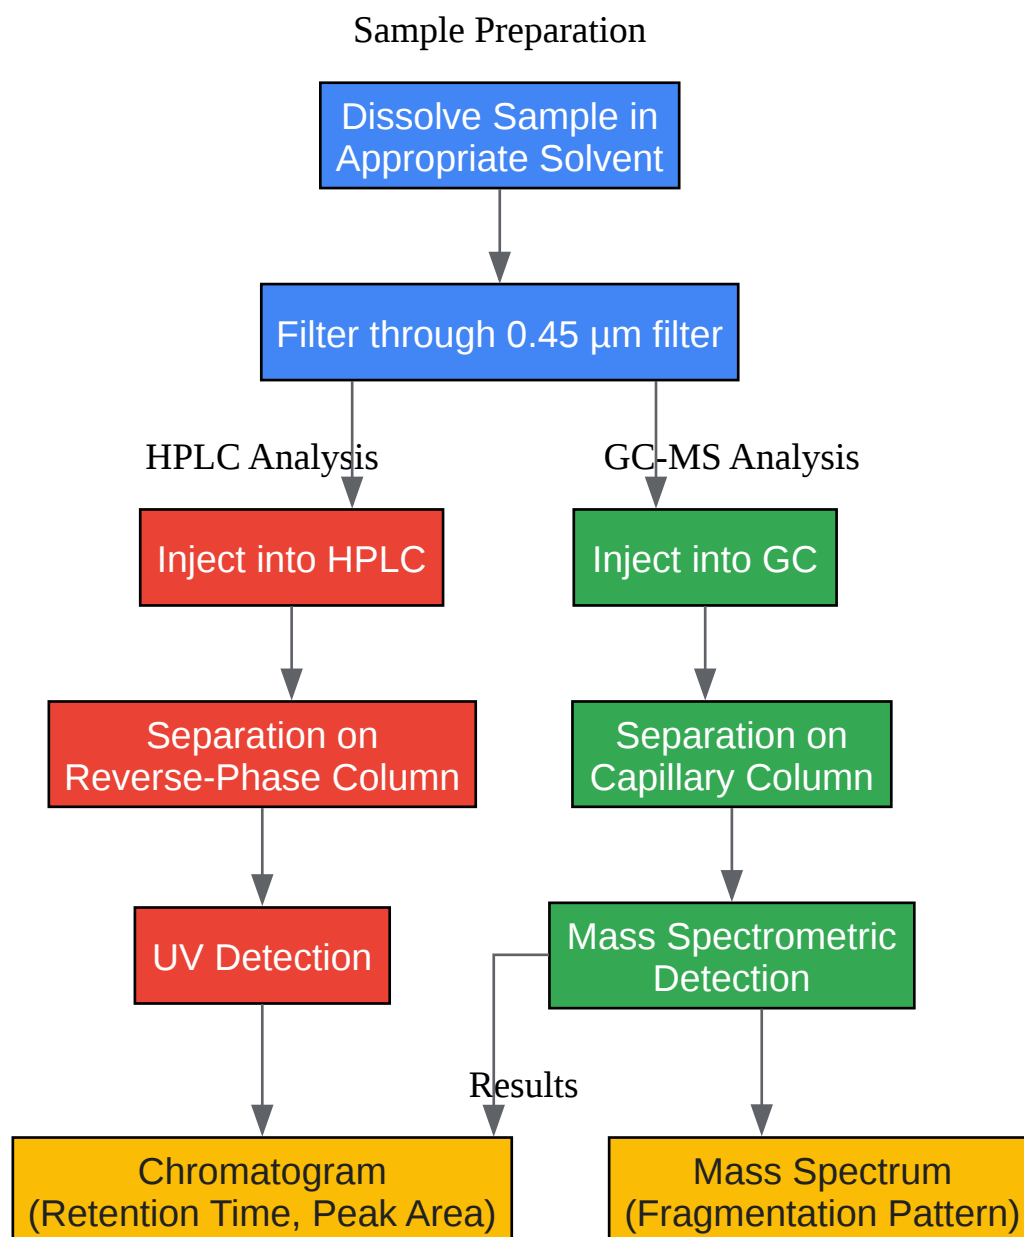 Sample Preparation
Dissolve Sample in
Appropriate Solvent
Filter through 0.45 µm filter
HPLC Analysis
GC-MS Analysis
Inject into HPLC
Inject into GC
Separation on
Reverse-Phase Column
Separation on
Capillary Column
UV Detection
Mass Spectrometric
Detection
Results
Chromatogram
(Retention Time, Peak Area)
Mass Spectrum
(Fragmentation Pattern)